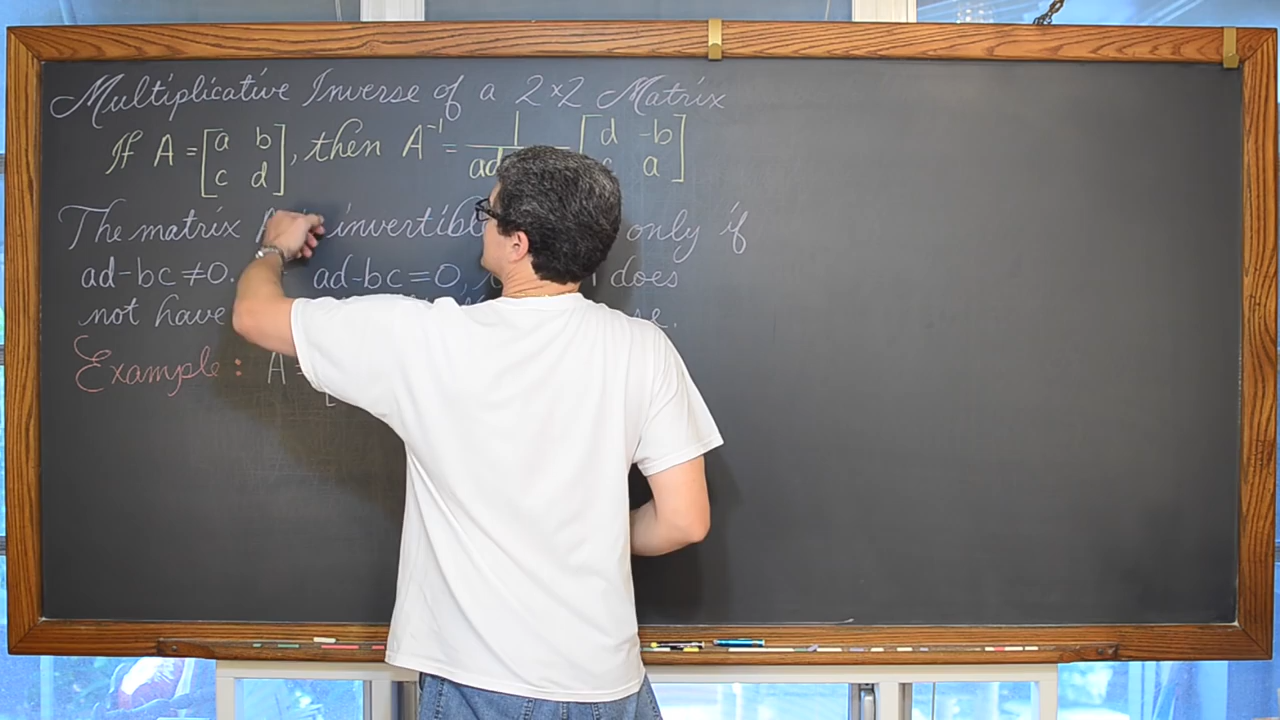 Multiplicative Inverse of a 2×2 Matrix
If A = [a b; c d], then A⁻¹ = 1/ad [d -b; a]
The matrix invertible only if
ad-bc ≠ 0. ad-bc = 0, does
not have
Example: A =